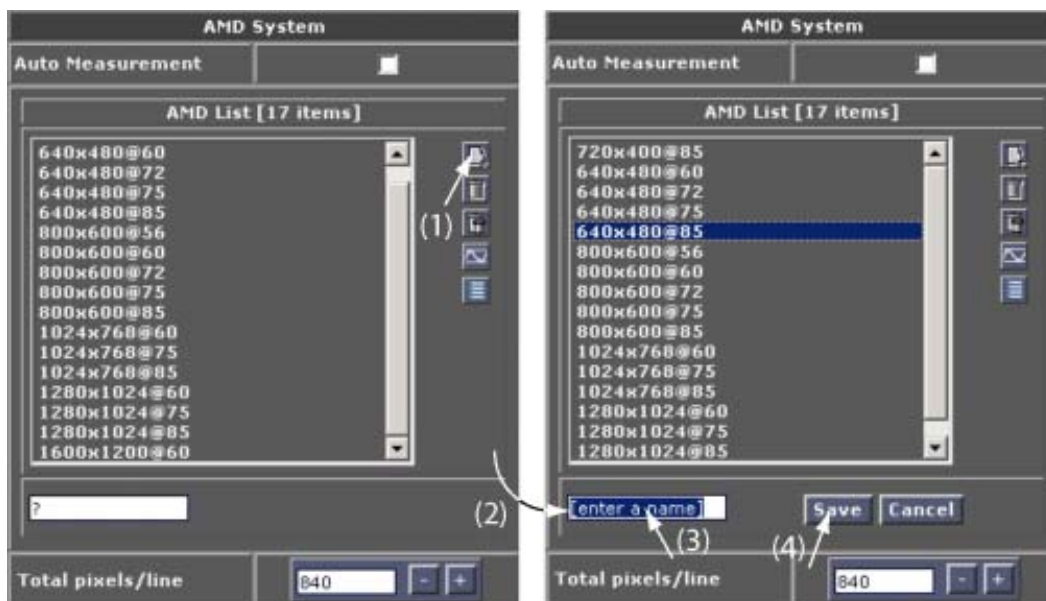 AMD System
Auto Measurement
AMD List [17 items]
640x480@60
640x480@72
640x480@75
640x480@85
800x600@56
800x600@60
800x600@72
800x600@75
800x600@85
1024x768@60
1024x768@75
1024x768@85
1280x1024@60
1280x1024@75
1280x1024@85
1600x1200@60
(1)
?
(2)
Total pixels/line
840
- +
AMD System
Auto Measurement
AMD List [17 items]
720x400@85
640x480@60
640x480@72
640x480@75
640x480@85
800x600@56
800x600@60
800x600@72
800x600@75
800x600@85
1024x768@60
1024x768@75
1024x768@85
1280x1024@60
1280x1024@75
1280x1024@85
[enter a name]
Save Cancel
(3)
(4)
Total pixels/line
840
- +